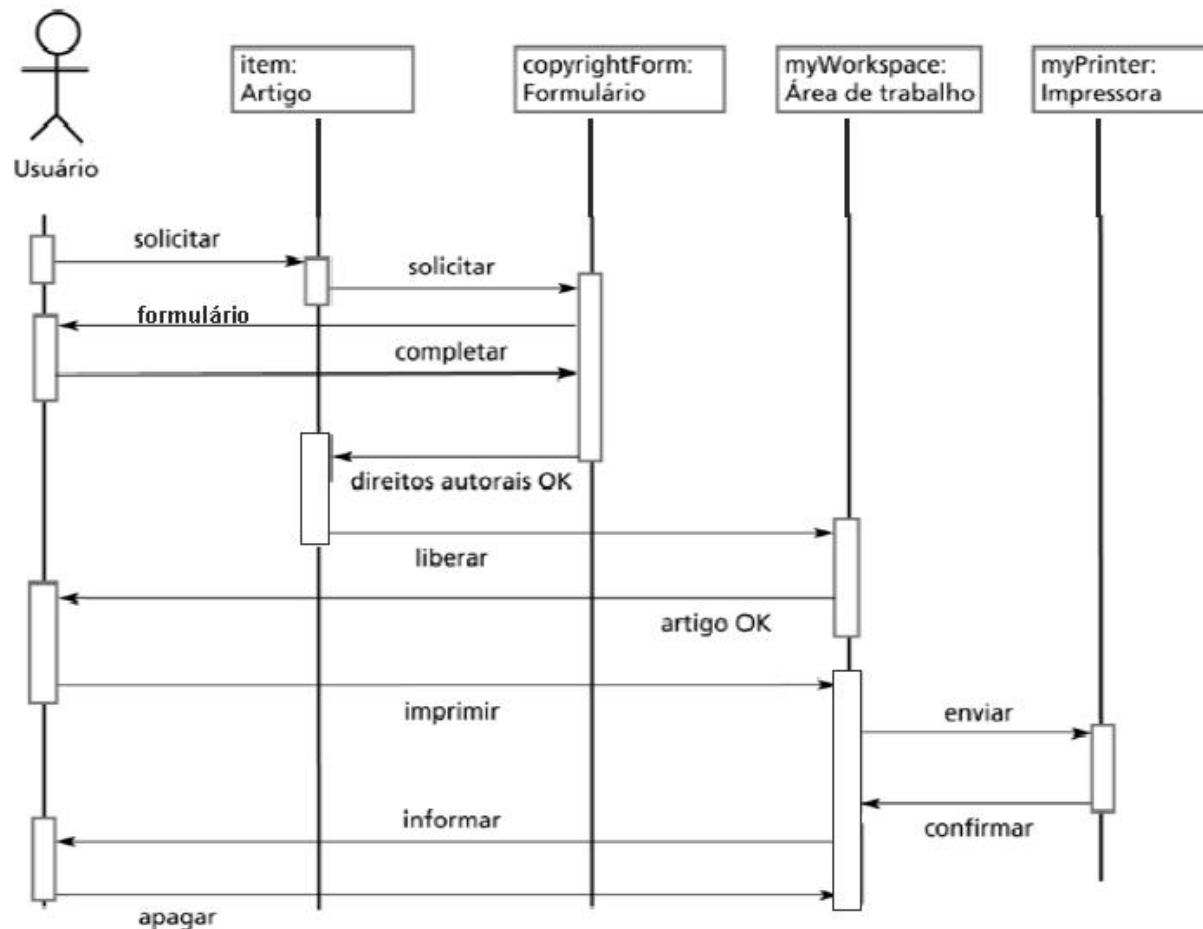 item:
Artigo
copyrightForm:
Formulário
myWorkspace:
Área de trabalho
myPrinter:
Impressora
Usuário
solicitar
solicitar
formulário
completar
direitos autorais OK
liberar
artigo OK
imprimir
enviar
informar
confirmar
apagar